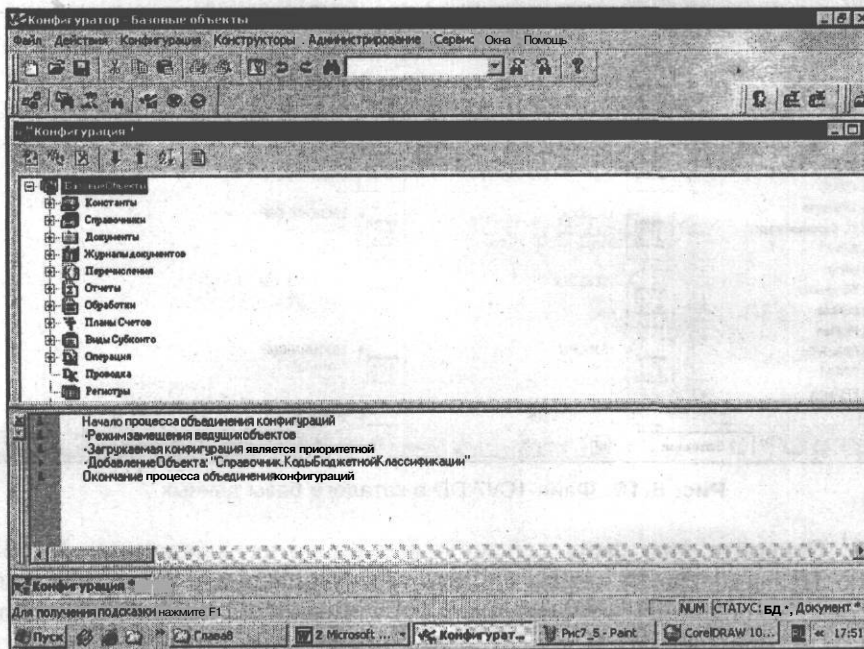 Конфигуратор - Базовые объекты
Файл Действия Конфигурация Конструкторы Администрирование Сервис Окна Помощь
Конфигурация *
БазовыеОбъекты
Константы
Справочники
Документы
Журналы документов
Перечисления
Отчеты
Обработки
Планы Счетов
Виды Субконто
Операция
Проводка
Регистры
Начало процесса объединения конфигураций
-Режим замещения ведущих объектов
-Загружаемая конфигурация является приоритетной
-Добавление Объекта: "Справочник.КодыБюджетнойКлассификации"
Окончание процесса объединения конфигураций
Конфигурация *
Для получения подсказки нажмите F1
NUM СТАТУС: БД *, Документ *
Пуск » Глава8 2 Microsoft ... Конфигурат... Рис7_5 - Paint CorelDRAW 10... « 17:51